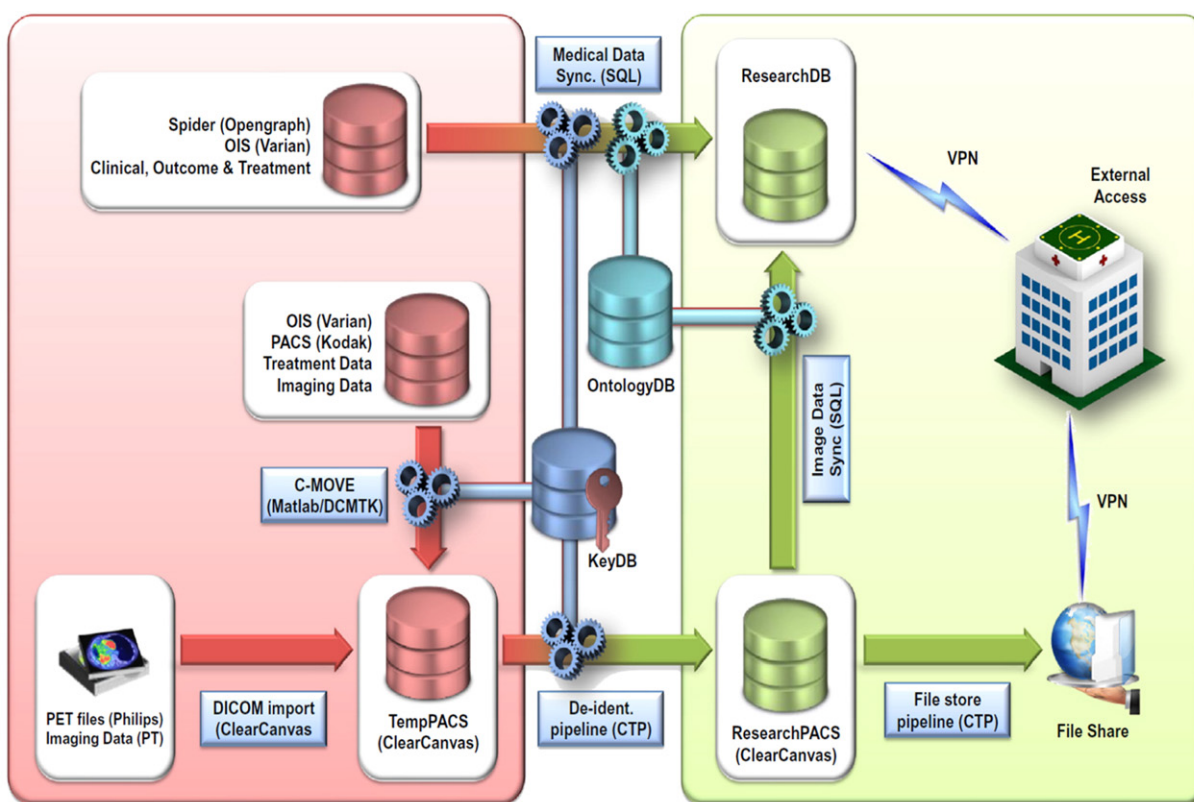 Medical Data
Sync. (SQL)
ResearchDB
Spider (Opengraph)
OIS (Varian)
Clinical, Outcome & Treatment
VPN
External
Access
H
OIS (Varian)
PACS (Kodak)
Treatment Data
Imaging Data
OntologyDB
Image Data
Sync (SQL)
C-MOVE
(Matlab/DCMTK)
KeyDB
VPN
PET files (Philips)
Imaging Data (PT)
DICOM import
(ClearCanvas
TempPACS
(ClearCanvas)
De-ident.
pipeline (CTP)
ResearchPACS
(ClearCanvas)
File store
pipeline (CTP)
File Share